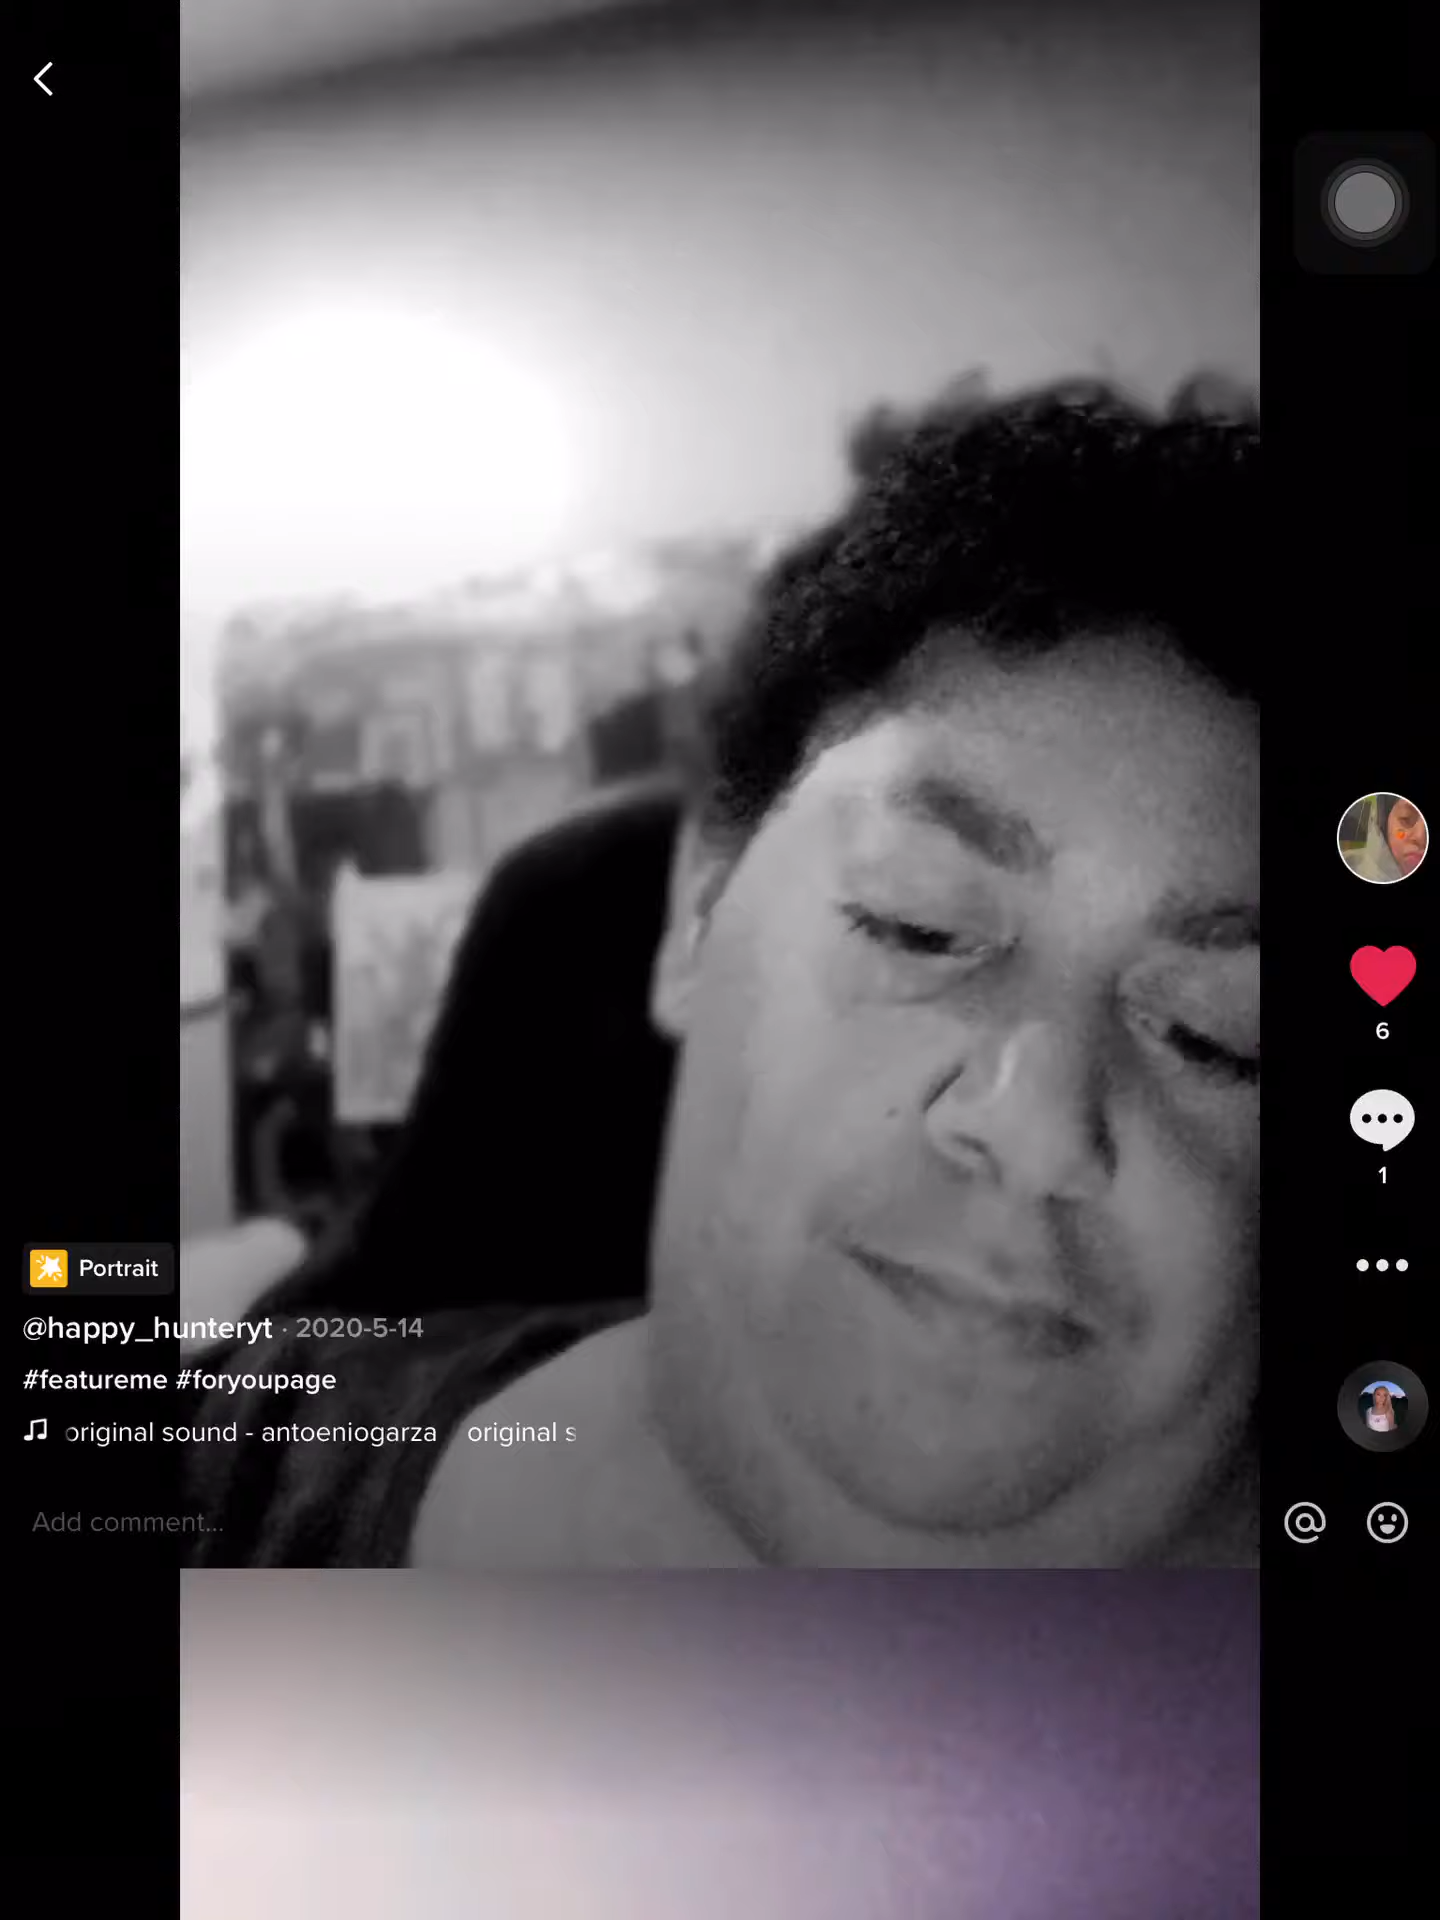 6
1
Portrait
@happy_hunteryt · 2020-5-14
#featureme #foryoupage
original sound - antoeniogarza original s
Add comment...